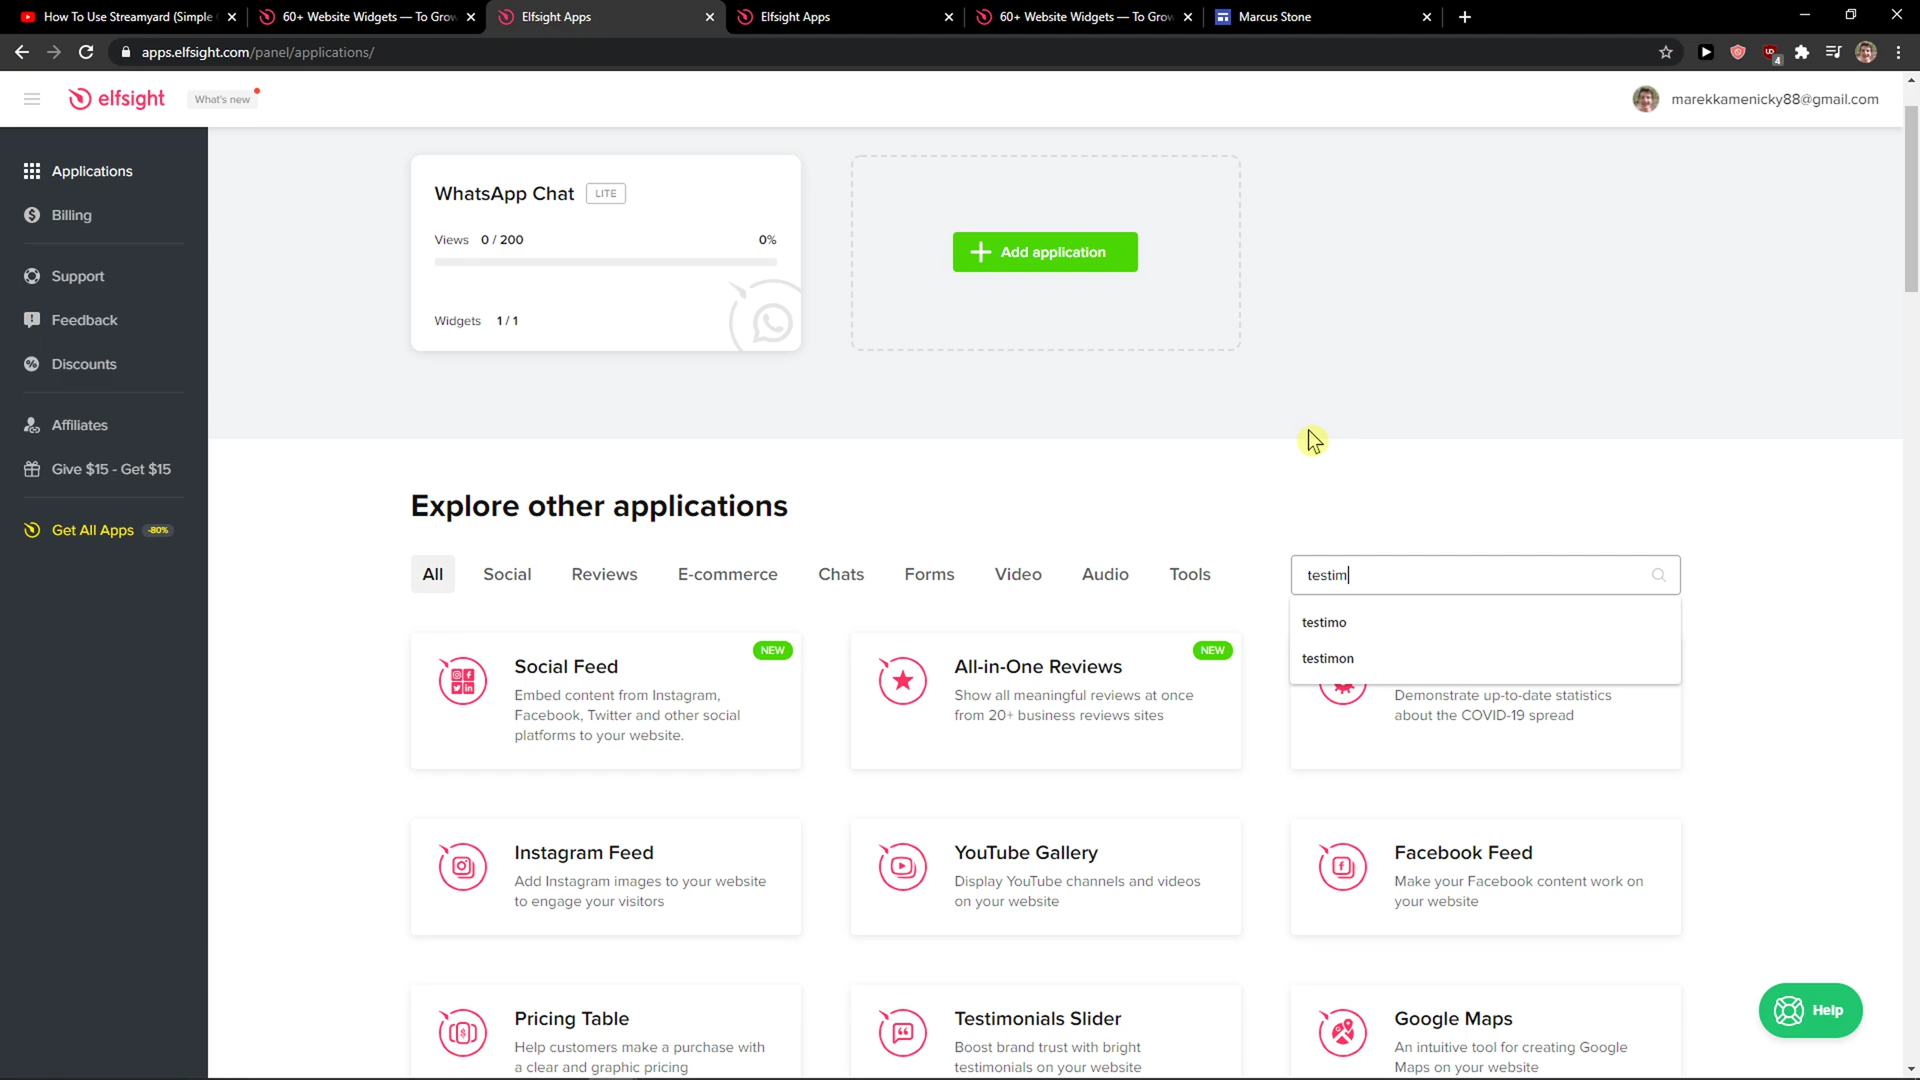 How To Use Streamyard (Simple
60+ Website Widgets — To Grow
Elfsight Apps
Elfsight Apps
60+ Website Widgets — To Grow
Marcus Stone
apps.elfsight.com/panel/applications/
4
elfsight
What's new
marekkamenicky88@gmail.com
Applications
Billing
Support
Feedback
Discounts
Affiliates
Give $15 - Get $15
Get All Apps -80%
WhatsApp Chat LITE
Views 0 / 200 0%
Widgets 1 / 1
Add application
Explore other applications
All Social Reviews E-commerce Chats Forms Video Audio Tools
testim
testimo
testimon
NEW
Social Feed
Embed content from Instagram,
Facebook, Twitter and other social
platforms to your website.
NEW
All-in-One Reviews
Show all meaningful reviews at once
from 20+ business reviews sites
Demonstrate up-to-date statistics
about the COVID-19 spread
Instagram Feed
Add Instagram images to your website
to engage your visitors
YouTube Gallery
Display YouTube channels and videos
on your website
Facebook Feed
Make your Facebook content work on
your website
Pricing Table
Help customers make a purchase with
a clear and graphic pricing
Testimonials Slider
Boost brand trust with bright
testimonials on your website
Google Maps
An intuitive tool for creating Google
Maps on your website
Help